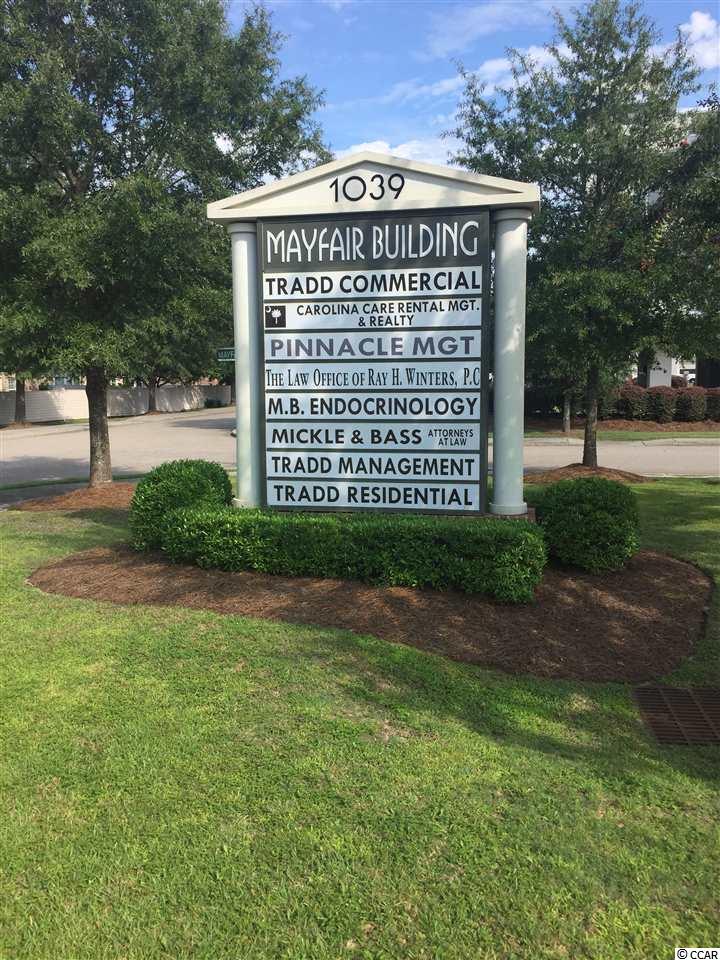 1039
MAYFAIR BUILDING
TRADD COMMERCIAL
CAROLINA CARE RENTAL MGT.
& REALTY
PINNACLE MGT
THE LAW OFFICE OF RAY H. WINTERS, P.C
M.B. ENDOCRINOLOGY
MICKLE & BASS ATTORNEYS
AT LAW
TRADD MANAGEMENT
TRADD RESIDENTIAL
MAYF
© CCAR